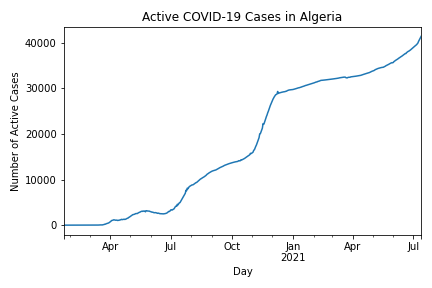 Active COVID-19 Cases in Algeria
Number of Active Cases
40000
30000
20000
10000
0
Apr Jul Oct Jan Apr Jul
2021
Day